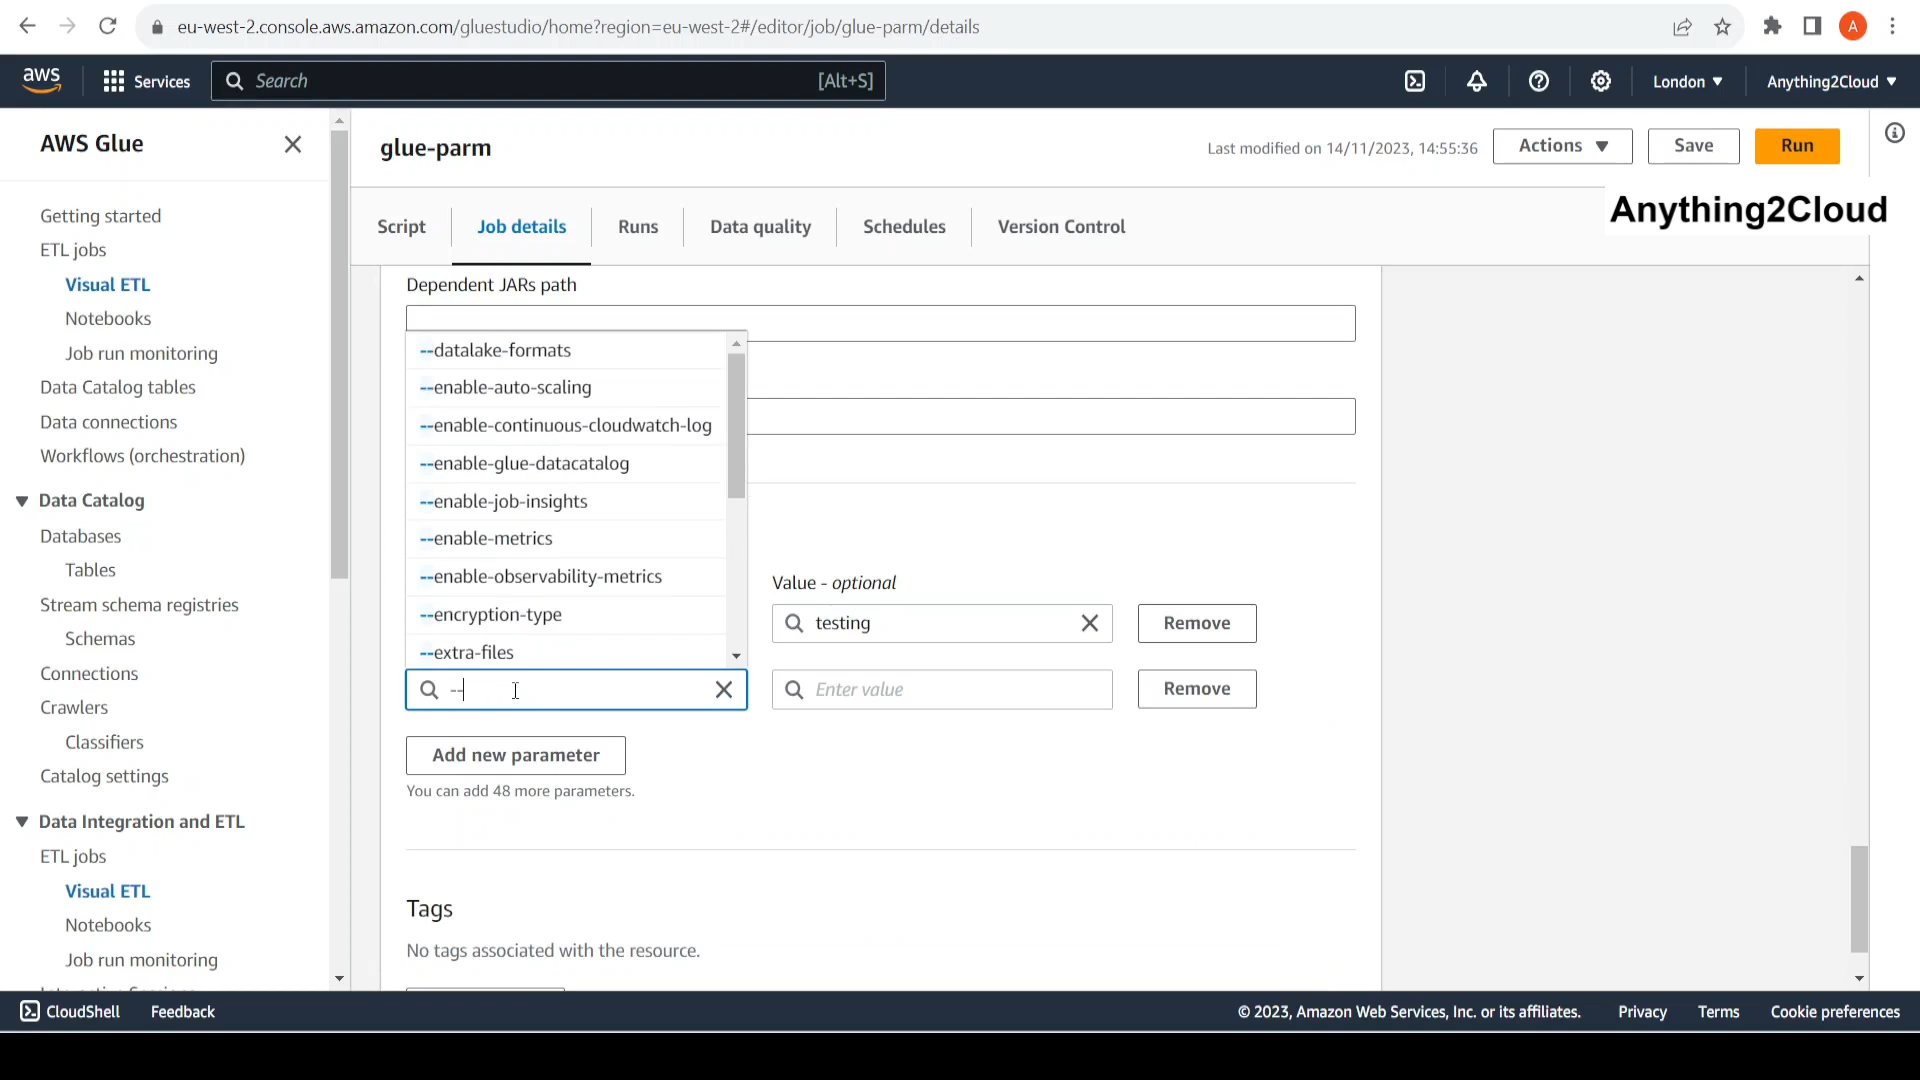 eu-west-2.console.aws.amazon.com/gluestudio/home?region=eu-west-2#/editor/job/glue-parm/details
A
aws
Services
Search
[Alt+S]
London
Anything2Cloud
AWS Glue
Getting started
ETL jobs
Visual ETL
Notebooks
Job run monitoring
Data Catalog tables
Data connections
Workflows (orchestration)
Data Catalog
Databases
Tables
Stream schema registries
Schemas
Connections
Crawlers
Classifiers
Catalog settings
Data Integration and ETL
ETL jobs
Visual ETL
Notebooks
Job run monitoring
glue-parm
Last modified on 14/11/2023, 14:55:36
Actions
Save
Run
Anything2Cloud
Script
Job details
Runs
Data quality
Schedules
Version Control
Dependent JARs path
--datalake-formats
--enable-auto-scaling
--enable-continuous-cloudwatch-log
--enable-glue-datacatalog
--enable-job-insights
--enable-metrics
--enable-observability-metrics
--encryption-type
--extra-files
Value - optional
testing
Remove
--
Enter value
Remove
Add new parameter
You can add 48 more parameters.
Tags
No tags associated with the resource.
CloudShell
Feedback
© 2023, Amazon Web Services, Inc. or its affiliates.
Privacy
Terms
Cookie preferences